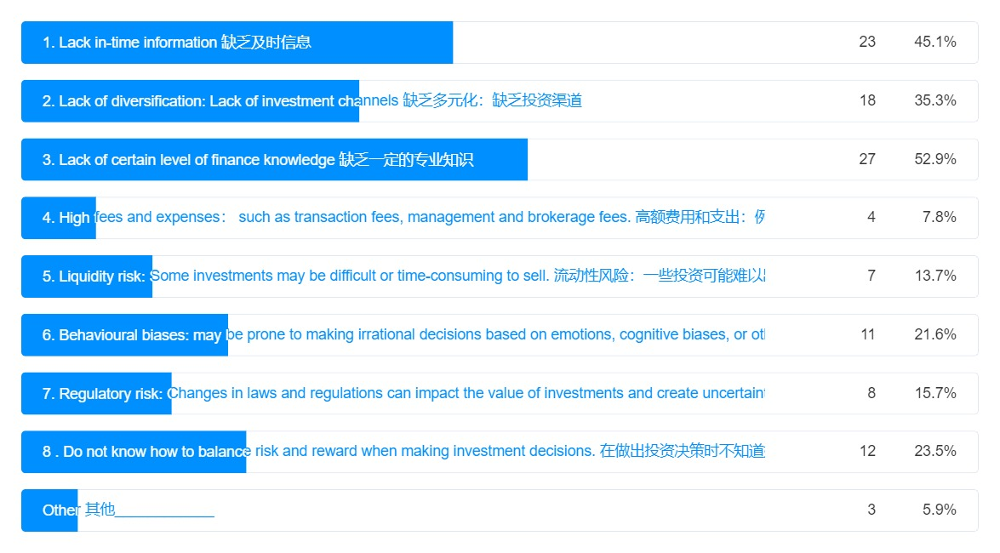 1. Lack in-time information 缺乏及时信息 23 45.1%
2. Lack of diversification: Lack of investment channels 缺乏多元化：缺乏投资渠道 18 35.3%
3. Lack of certain level of finance knowledge 缺乏一定的专业知识 27 52.9%
4. High fees and expenses： such as transaction fees, management and brokerage fees. 高额费用和支出：例 4 7.8%
5. Liquidity risk: Some investments may be difficult or time-consuming to sell. 流动性风险：一些投资可能难以 7 13.7%
6. Behavioural biases: may be prone to making irrational decisions based on emotions, cognitive biases, or 11 21.6%
7. Regulatory risk: Changes in laws and regulations can impact the value of investments and create 8 15.7%
8 . Do not know how to balance risk and reward when making investment decisions. 在做出投资决策时不知道 12 23.5%
Other 其他____________ 3 5.9%